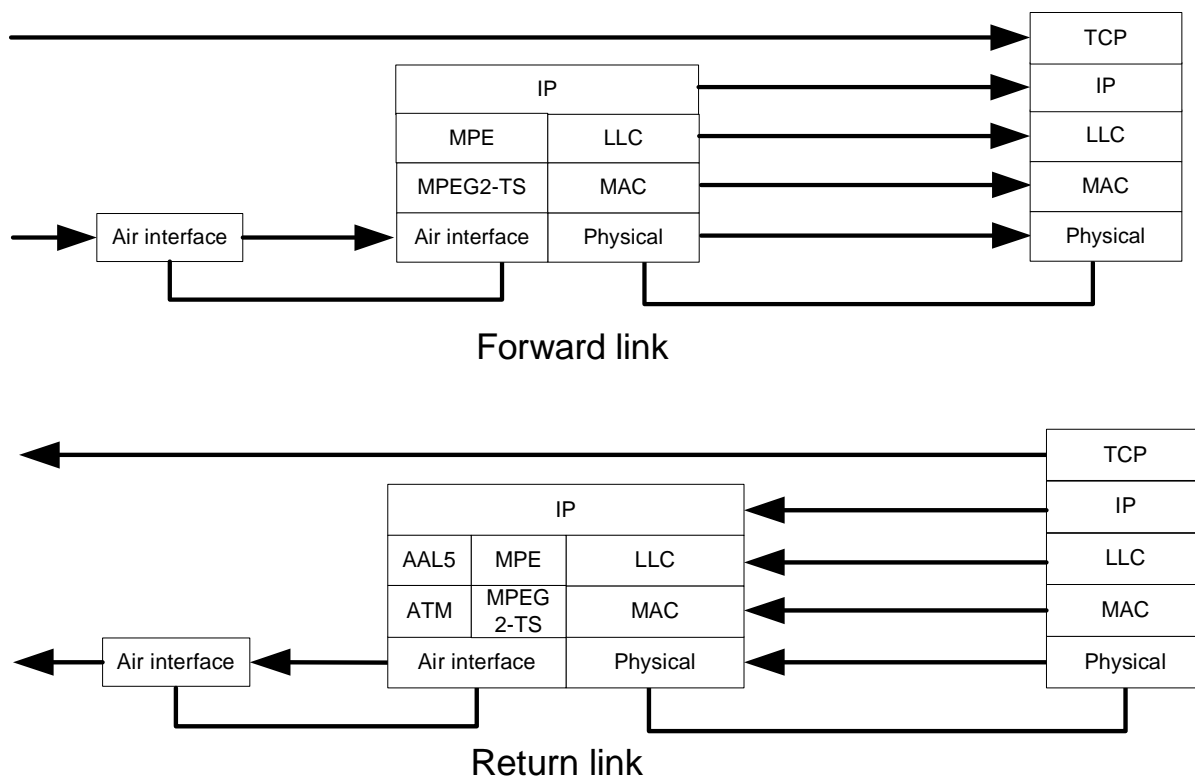 TCP
IP
IP
MPE
LLC
LLC
MPEG2-TS
MAC
MAC
Air interface
Air interface
Physical
Physical
Forward link
TCP
IP
IP
AAL5
MPE
LLC
LLC
ATM
MPEG
2-TS
MAC
MAC
Air interface
Air interface
Physical
Physical
Return link